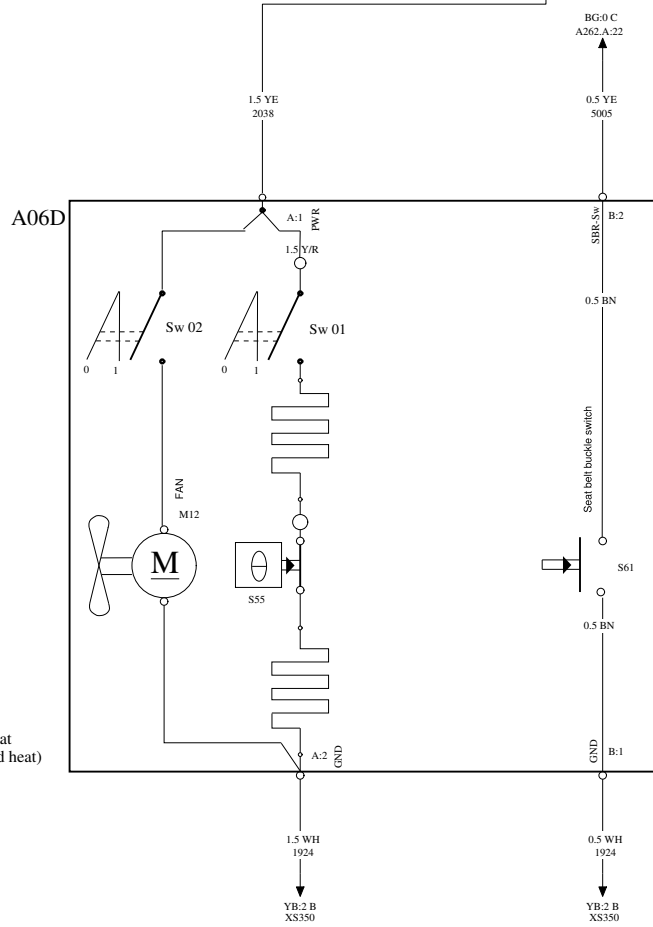 BG:0 C
A262.A:22
1.5 YE
2038
0.5 YE
5005
A06D
A:1
PWR
SBR-Sw
B:2
1.5 Y/R
0.5 BN
Sw 02
Sw 01
0 1
0 1
Seat belt buckle switch
FAN
M12
M
S55
S61
0.5 BN
at
d heat)
A:2
GND
GND
B:1
1.5 WH
1924
0.5 WH
1924
YB:2 B
XS350
YB:2 B
XS350